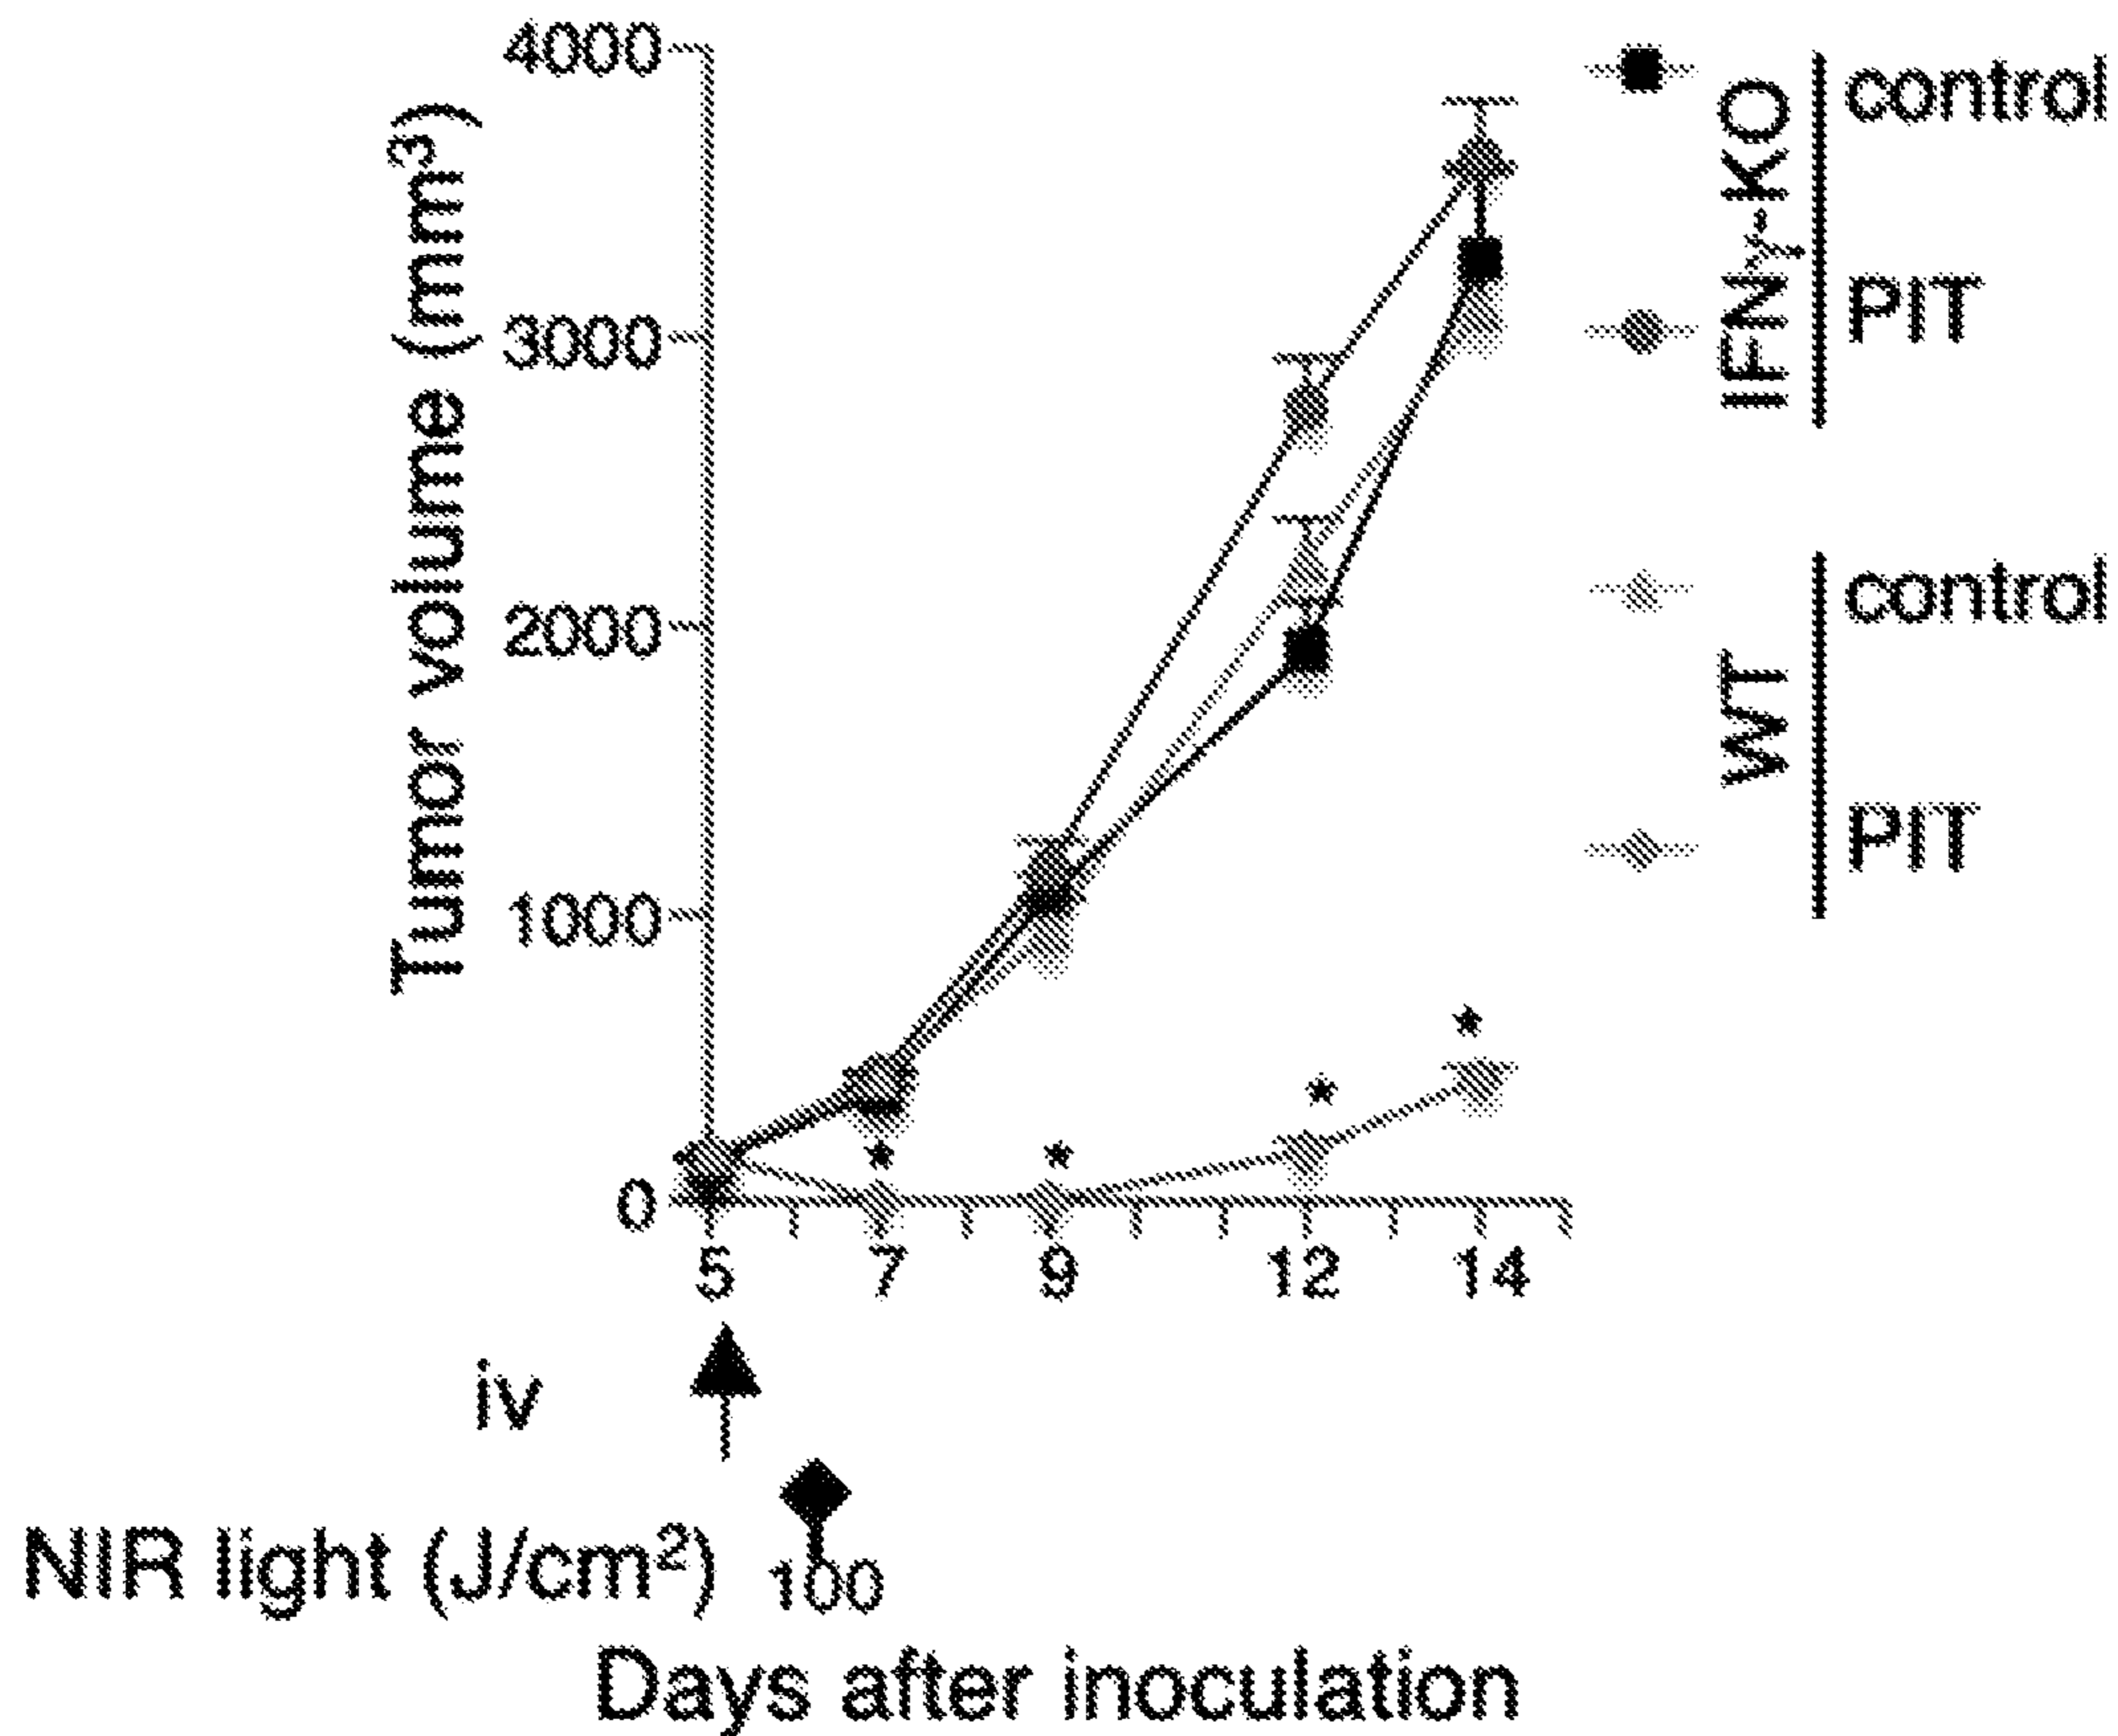 Tumor volume (mm³)
4000
3000
2000
1000
0
5 7 9 12 14
iv
NIR light (J/cm²) 100
Days after inoculation
IFNγ-KO
control
PIT
WT
control
PIT
* * * *